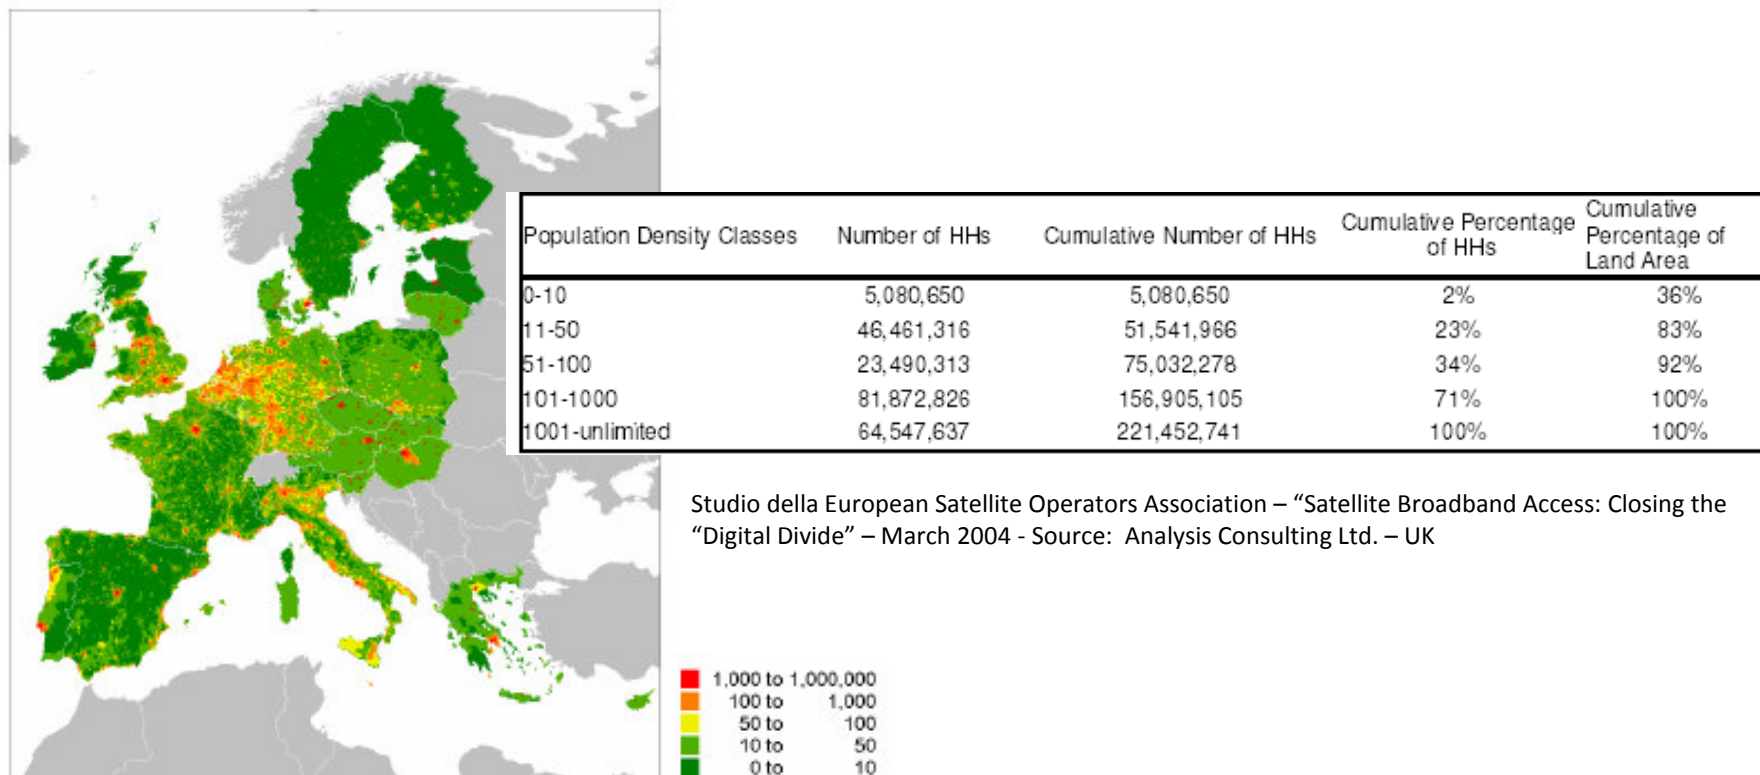 Population Density Classes Number of HHs Cumulative Number of HHs Cumulative Percentage of HHs Cumulative Percentage of Land Area
0-10 5,080,650 5,080,650 2% 36%
11-50 46,461,316 51,541,966 23% 83%
51-100 23,490,313 75,032,278 34% 92%
101-1000 81,872,826 156,905,105 71% 100%
1001-unlimited 64,547,637 221,452,741 100% 100%
Studio della European Satellite Operators Association – “Satellite Broadband Access: Closing the
“Digital Divide” – March 2004 - Source: Analysis Consulting Ltd. – UK
1,000 to 1,000,000
100 to 1,000
50 to 100
10 to 50
0 to 10